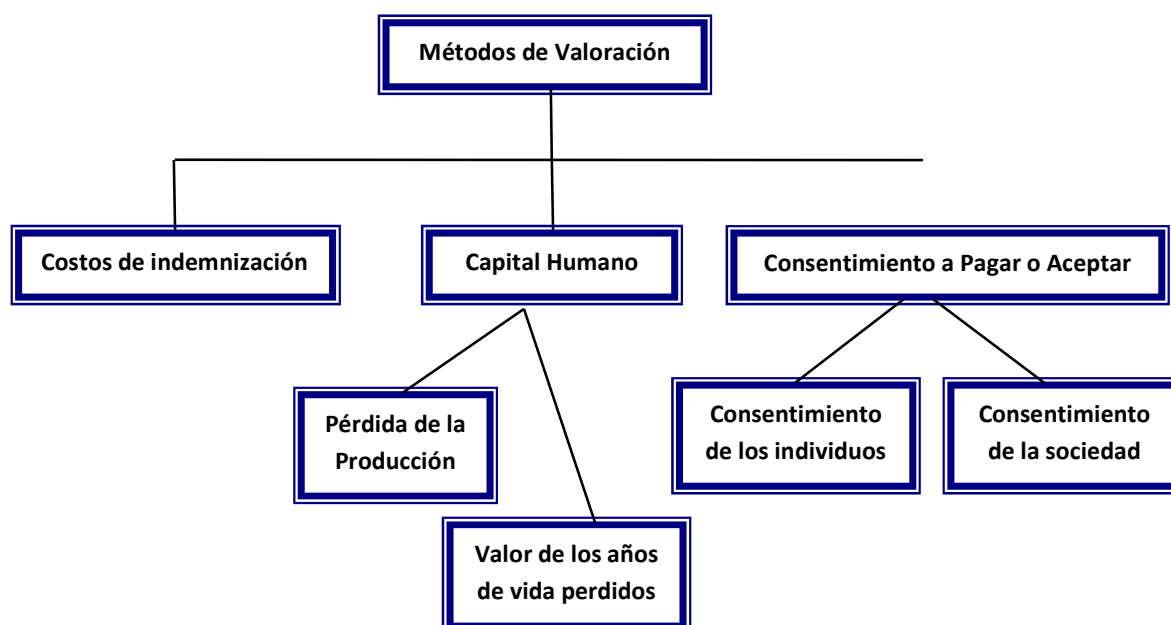 Métodos de Valoración
Costos de indemnización
Capital Humano
Consentimiento a Pagar o Aceptar
Pérdida de la
Producción
Valor de los años
de vida perdidos
Consentimiento
de los individuos
Consentimiento
de la sociedad